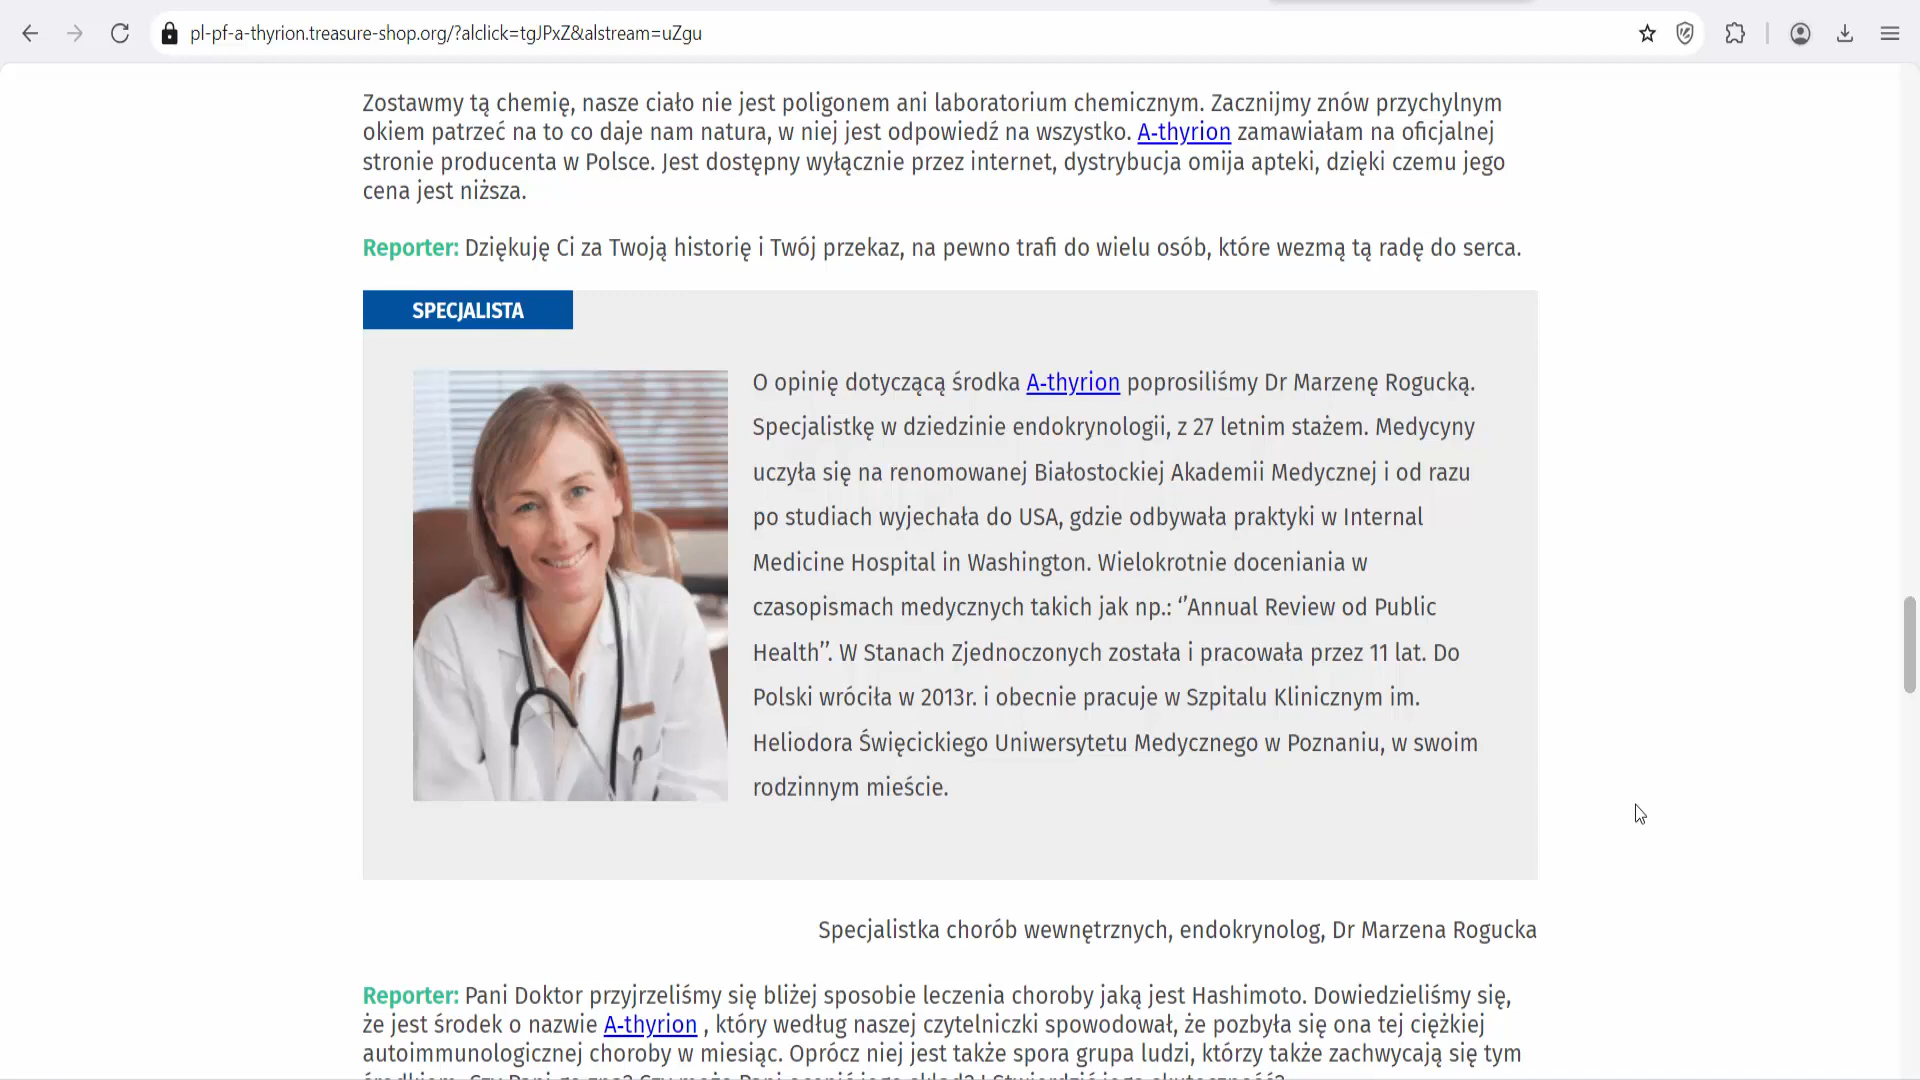 pl-pf-a-thyrion.treasure-shop.org/?alclick=tgJPxZ&alstream=uZgu
Zostawmy tą chemię, nasze ciało nie jest poligonem ani laboratorium chemicznym. Zacznijmy znów przychylnym
okiem patrzeć na to co daje nam natura, w niej jest odpowiedź na wszystko. A-thyrion zamawiałam na oficjalnej
stronie producenta w Polsce. Jest dostępny wyłącznie przez internet, dystrybucja omija apteki, dzięki czemu jego
cena jest niższa.
Reporter: Dziękuję Ci za Twoją historię i Twój przekaz, na pewno trafi do wielu osób, które wezmą tą radę do serca.
SPECJALISTA
O opinię dotyczącą środka A-thyrion poprosiliśmy Dr Marzenę Rogucką.
Specjalistkę w dziedzinie endokrynologii, z 27 letnim stażem. Medycyny
uczyła się na renomowanej Białostockiej Akademii Medycznej i od razu
po studiach wyjechała do USA, gdzie odbywała praktyki w Internal
Medicine Hospital in Washington. Wielokrotnie doceniania w
czasopismach medycznych takich jak np.: ‘’Annual Review od Public
Health’’. W Stanach Zjednoczonych została i pracowała przez 11 lat. Do
Polski wróciła w 2013r. i obecnie pracuje w Szpitalu Klinicznym im.
Heliodora Święcickiego Uniwersytetu Medycznego w Poznaniu, w swoim
rodzinnym mieście.
Specjalistka chorób wewnętrznych, endokrynolog, Dr Marzena Rogucka
Reporter: Pani Doktor przyjrzeliśmy się bliżej sposobie leczenia choroby jaką jest Hashimoto. Dowiedzieliśmy się,
że jest środek o nazwie A-thyrion , który według naszej czytelniczki spowodował, że pozbyła się ona tej ciężkiej
autoimmunologicznej choroby w miesiąc. Oprócz niej jest także spora grupa ludzi, którzy także zachwycają się tym